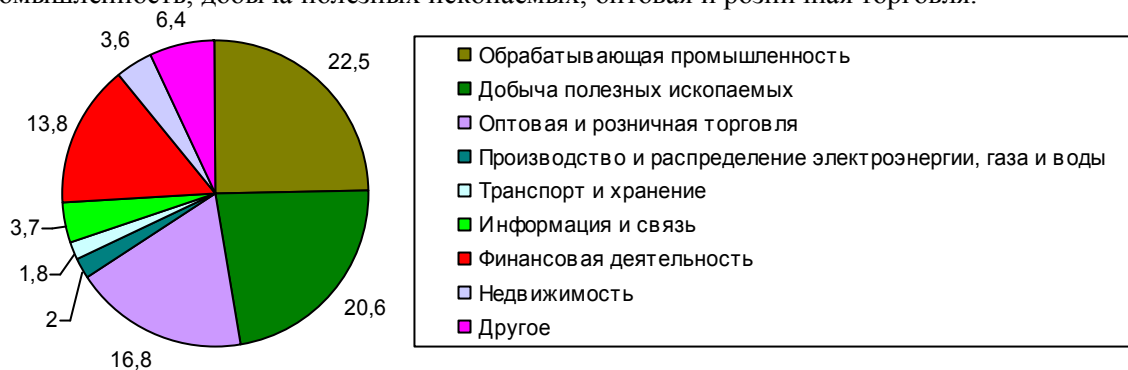 добыча полезных ископаемых, оптовая и розничная торговля.
6,4
3,6
22,5
13,8
3,7
1,8
2
16,8
20,6
Обрабатывающая промышленность
Добыча полезных ископаемых
Оптовая и розничная торговля
Производство и распределение электроэнергии, газа и воды
Транспорт и хранение
Информация и связь
Финансовая деятельность
Недвижимость
Другое